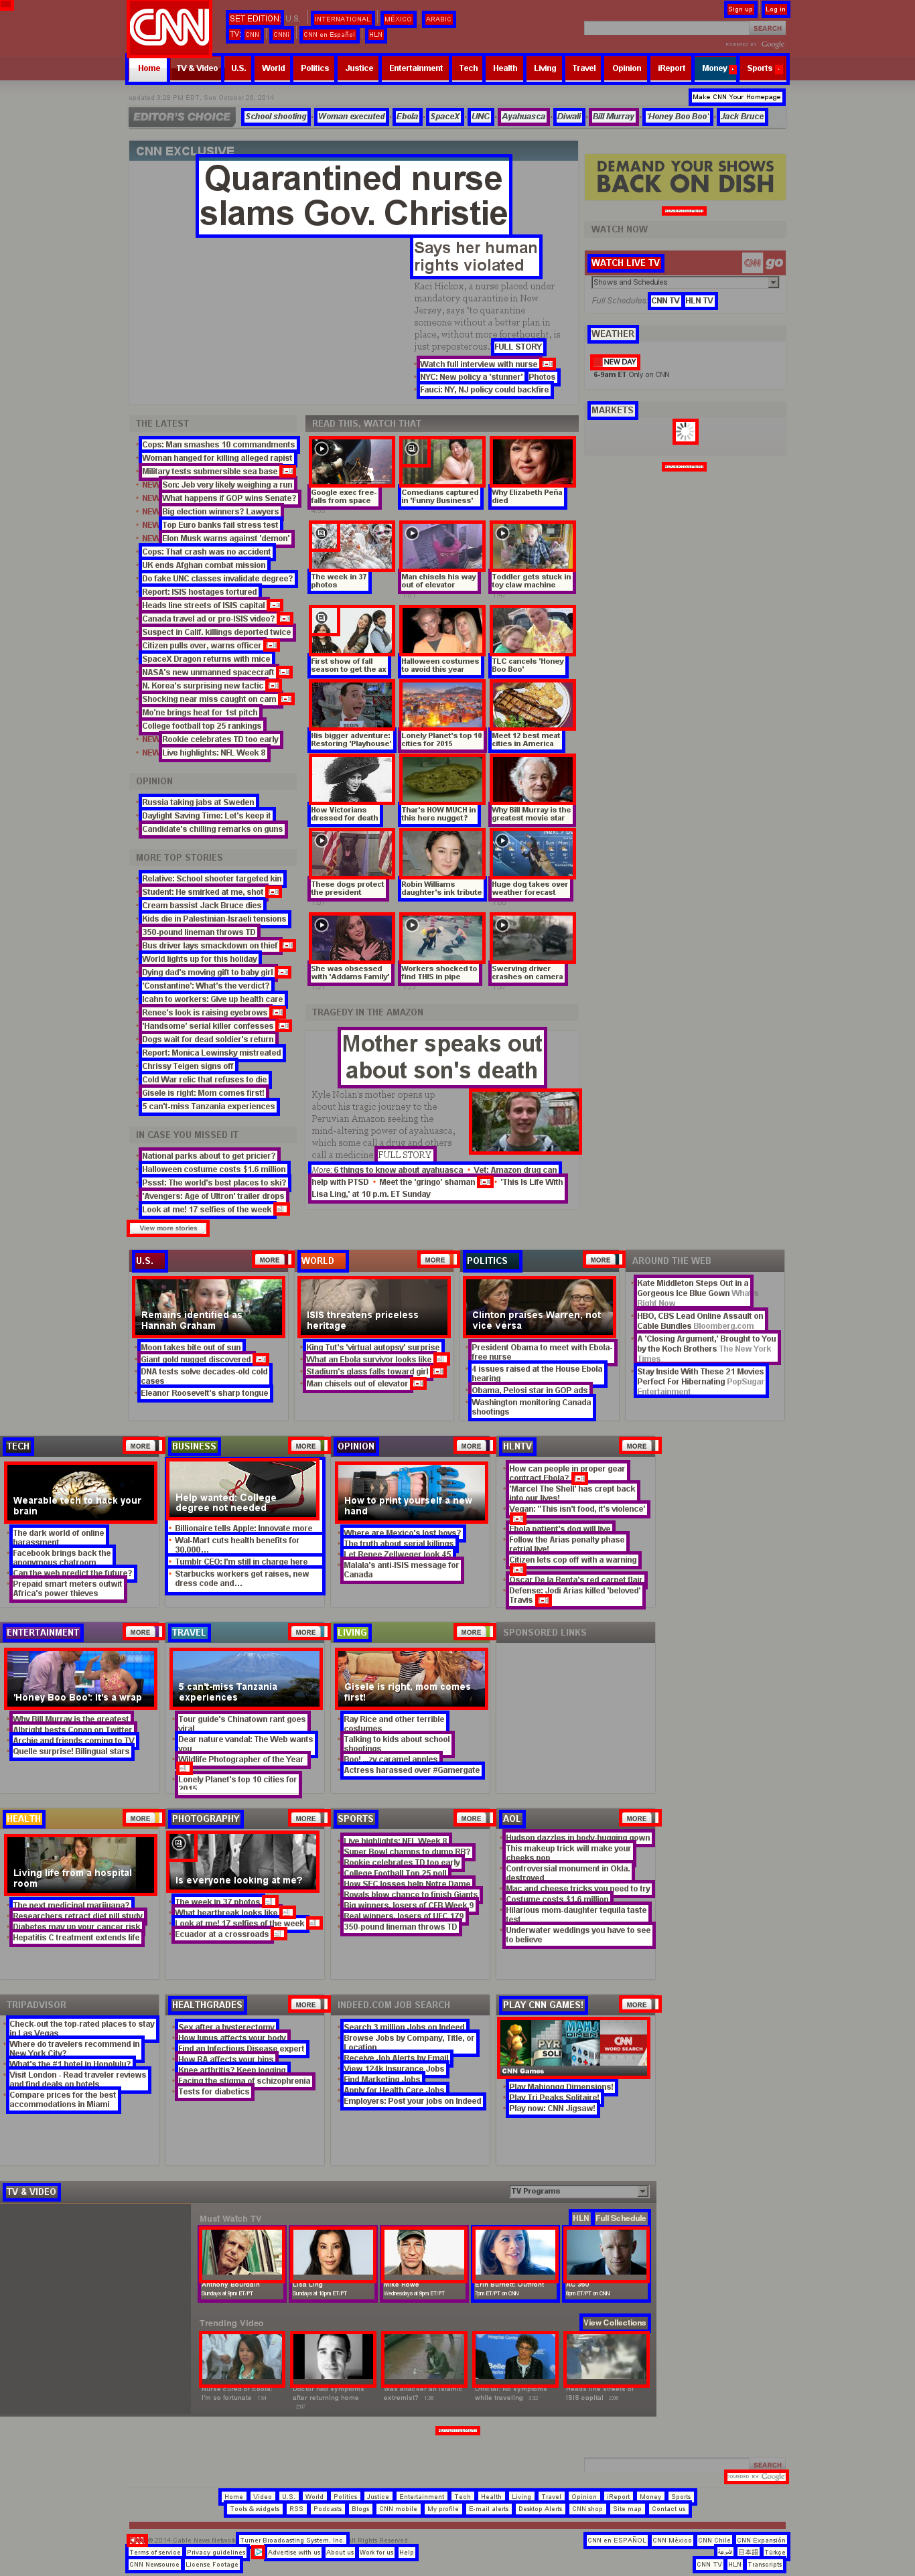 CNN
SET EDITION: U.S INTERNATIONAL MÉXICO ARABIC
TV: CNN CNNi CNN en Español HLN
Sign up Log in
SEARCH
POWERED BY Google
Home TV & Video U.S. World Politics Justice Entertainment Tech Health Living Travel Opinion iReport Money Sports
updated 3:28 PM EDT, Sun October 26, 2014
Make CNN Your Homepage
EDITOR'S CHOICE School shooting Woman executed Ebola SpaceX UNC Ayahuasca Diwali Bill Murray 'Honey Boo Boo' Jack Bruce
CNN EXCLUSIVE
Quarantined nurse
slams Gov. Christie
Says her human
rights violated
Kaci Hickox, a nurse placed under
mandatory quarantine in New
Jersey, says "to quarantine
someone without a better plan in
place, without more forethought, is
just preposterous. FULL STORY
Watch full interview with nurse
NYC: New policy a 'stunner' Photos
Fauci: NY, NJ policy could backfire
DEMAND YOUR SHOWS
BACK ON DISH
WATCH NOW
WATCH LIVE TV CNN go
Shows and Schedules
Full Schedules: CNN TV HLN TV
WEATHER
NEW DAY
6-9am ET Only on CNN
MARKETS
THE LATEST
Cops: Man smashes 10 commandments
Woman hanged for killing alleged rapist
Military tests submersible sea base
NEW Son: Jeb very likely weighing a run
NEW What happens if GOP wins Senate?
NEW Big election winners? Lawyers
NEW Top Euro banks fail stress test
NEW Elon Musk warns against 'demon'
Cops: That crash was no accident
UK ends Afghan combat mission
Do fake UNC classes invalidate degree?
Report: ISIS hostages tortured
Heads line streets of ISIS capital
Canada travel ad or pro-ISIS video?
Suspect in Calif. killings deported twice
Citizen pulls over, warns officer
SpaceX Dragon returns with mice
NASA's new unmanned spacecraft
N. Korea's surprising new tactic
Shocking near miss caught on cam
Mo'ne brings heat for 1st pitch
College football top 25 rankings
NEW Rookie celebrates TD too early
NEW Live highlights: NFL Week 8
OPINION
Russia taking jabs at Sweden
Daylight Saving Time: Let's keep it
Candidate's chilling remarks on guns
MORE TOP STORIES
Relative: School shooter targeted kin
Student: He smirked at me, shot
Cream bassist Jack Bruce dies
Kids die in Palestinian-Israeli tensions
350-pound lineman throws TD
Bus driver lays smackdown on thief
World lights up for this holiday
Dying dad's moving gift to baby girl
'Constantine': What's the verdict?
Icahn to workers: Give up health care
Renee's look is raising eyebrows
'Handsome' serial killer confesses
Dogs wait for dead soldier's return
Report: Monica Lewinsky mistreated
Chrissy Teigen signs off
Cold War relic that refuses to die
Gisele is right: Mom comes first!
5 can't-miss Tanzania experiences
IN CASE YOU MISSED IT
National parks about to get pricier?
Halloween costume costs $1.6 million
Pssst: The world's best places to ski?
'Avengers: Age of Ultron' trailer drops
Look at me! 17 selfies of the week
View more stories
READ THIS, WATCH THAT
Google exec free-
falls from space
Comedians captured
in 'Funny Business'
Why Elizabeth Peña
died
The week in 37
photos
Man chisels his way
out of elevator
Toddler gets stuck in
toy claw machine
First show of fall
season to get the ax
Halloween costumes
to avoid this year
TLC cancels 'Honey
Boo Boo'
His bigger adventure:
Restoring 'Playhouse'
Lonely Planet's top 10
cities for 2015
Meet 12 best meat
cities in America
How Victorians
dressed for death
Thar's HOW MUCH in
this here nugget?
Why Bill Murray is the
greatest movie star
These dogs protect
the president
Robin Williams
daughter's ink tribute
Huge dog takes over
weather forecast
She was obsessed
with 'Addams Family'
Workers shocked to
find THIS in pipe
Swerving driver
crashes on camera
TRAGEDY IN THE AMAZON
Mother speaks out
about son's death
Kyle Nolan's mother opens up
about his tragic journey to the
Peruvian Amazon seeking the
mind-altering power of ayahuasca,
which some call a drug and others
call a medicine. FULL STORY
More: 6 things to know about ayahuasca • Vet: Amazon drug can
help with PTSD • Meet the 'gringo' shaman • 'This Is Life With
Lisa Ling,' at 10 p.m. ET Sunday
U.S. MORE
Remains identified as
Hannah Graham
Moon takes bite out of sun
Giant gold nugget discovered
DNA tests solve decades-old cold
cases
Eleanor Roosevelt's sharp tongue
WORLD MORE
ISIS threatens priceless
heritage
King Tut's 'virtual autopsy' surprise
What an Ebola survivor looks like
Stadium's glass falls toward girl
Man chisels out of elevator
POLITICS MORE
Clinton praises Warren, not
vice versa
President Obama to meet with Ebola-
free nurse
4 issues raised at the House Ebola
hearing
Obama, Pelosi star in GOP ads
Washington monitoring Canada
shootings
AROUND THE WEB
Kate Middleton Steps Out in a
Gorgeous Ice Blue Gown What's
Right Now
HBO, CBS Lead Online Assault on
Cable Bundles Bloomberg.com
A 'Closing Argument,' Brought to You
by the Koch Brothers The New York
Times
Stay Inside With These 21 Movies
Perfect For Hibernating PopSugar
Entertainment
TECH MORE
Wearable tech to hack your
brain
The dark world of online
harassment
Facebook brings back the
anonymous chatroom
Can the web predict the future?
Prepaid smart meters outwit
Africa's power thieves
BUSINESS MORE
Help wanted: College
degree not needed
Billionaire tells Apple: Innovate more
Wal-Mart cuts health benefits for
30,000...
Tumblr CEO: I'm still in charge here
Starbucks workers get raises, new
dress code and...
OPINION MORE
How to print yourself a new
hand
Where are Mexico's lost boys?
The truth about serial killings
Let Renee Zellweger look 45
Malala's anti-ISIS message for
Canada
HLNTV MORE
How can people in proper gear
contract Ebola?
'Marcel The Shell' has crept back
into our lives!
Vegan: "This isn't food, it's violence'
Ebola patient's dog will live
Follow the Arias penalty phase
retrial live!
Citizen lets cop off with a warning
Oscar De la Renta's red carpet flair
Defense: Jodi Arias killed 'beloved'
Travis
ENTERTAINMENT MORE
'Honey Boo Boo': It's a wrap
Why Bill Murray is the greatest
Albright bests Conan on Twitter
Archie and friends coming to TV
Quelle surprise! Bilingual stars
TRAVEL MORE
5 can't-miss Tanzania
experiences
Tour guide's Chinatown rant goes
viral
Dear nature vandal: The Web wants
you
Wildlife Photographer of the Year
Lonely Planet's top 10 cities for
2015
LIVING MORE
Gisele is right, mom comes
first!
Ray Rice and other terrible
costumes
Talking to kids about school
shootings
Boo! ...zy caramel apples
Actress harassed over #Gamergate
SPONSORED LINKS
HEALTH MORE
Living life from a hospital
room
The next medicinal marijuana?
Researchers retract diet pill study
Diabetes may up your cancer risk
Hepatitis C treatment extends life
PHOTOGRAPHY MORE
Is everyone looking at me?
The week in 37 photos
What heartbreak looks like
Look at me! 17 selfies of the week
Ecuador at a crossroads
SPORTS MORE
Live highlights: NFL Week 8
Super Bowl champs to dump RB?
Rookie celebrates TD too early
College Football Top 25 poll
How SEC losses help Notre Dame
Royals blow chance to finish Giants
Big winners, losers of CFB Week 9
Real winners, losers of UFC 179
350-pound lineman throws TD
AOL MORE
Hudson dazzles in body-hugging gown
This makeup trick will make your
cheeks pop
Controversial monument in Okla.
destroyed
Mac and cheese tricks you need to try
Costume costs $1.6 million
Hilarious mom-daughter tequila taste
test
Underwater weddings you have to see
to believe
TRIPADVISOR
Check-out the top-rated places to stay
in Las Vegas
Where do travelers recommend in
New York City?
What's the #1 hotel in Honolulu?
Visit London - Read traveler reviews
and find deals on hotels
Compare prices for the best
accommodations in Miami
HEALTHGRADES MORE
Sex after a hysterectomy
How lupus affects your body
Find an Infectious Disease expert
How RA affects your hips
Knee arthritis? Keep jogging
Facing the stigma of schizophrenia
Tests for diabetics
INDEED.COM JOB SEARCH
Search 3 million Jobs on Indeed
Browse Jobs by Company, Title, or
Location
Receive Job Alerts by Email
View 124k Insurance Jobs
Find Marketing Jobs
Apply for Health Care Jobs
Employers: Post your jobs on Indeed
PLAY CNN GAMES! MORE
CNN WORD SEARCH
CNN Games
Play Mahjongg Dimensions!
Play Tri Peaks Solitaire!
Play now: CNN Jigsaw!
TV & VIDEO
TV Programs
Must Watch TV HLN Full Schedule
Anthony Bourdain
Sundays at 9pm ET/PT
Lisa Ling
Sundays at 10pm ET/PT
Mike Rowe
Wednesdays at 9pm ET/PT
Erin Burnett: Outfront
7pm ET/PT on CNN
AC 360
8pm ET/PT on CNN
Trending Video View Collections
Nurse cured of Ebola:
I'm so fortunate
Doctor had symptoms
after returning home
Was attacker an Islamic
extremist?
Official: No symptoms
while traveling
Heads line streets of
ISIS capital
SEARCH
POWERED BY Google
Home Video U.S. World Politics Justice Entertainment Tech Health Living Travel Opinion iReport Money Sports
Tools & widgets RSS Podcasts Blogs CNN mobile My profile E-mail alerts Desktop Alerts CNN shop Site map Contact us
© 2014 Cable News Network. Turner Broadcasting System, Inc. All Rights Reserved.
Terms of service Privacy guidelines Advertise with us About us Work for us Help
CNN Newsource License Footage
CNN en ESPAÑOL CNN México CNN Chile CNN Expansión
العربية 日本語 Türkçe
CNN TV HLN Transcripts